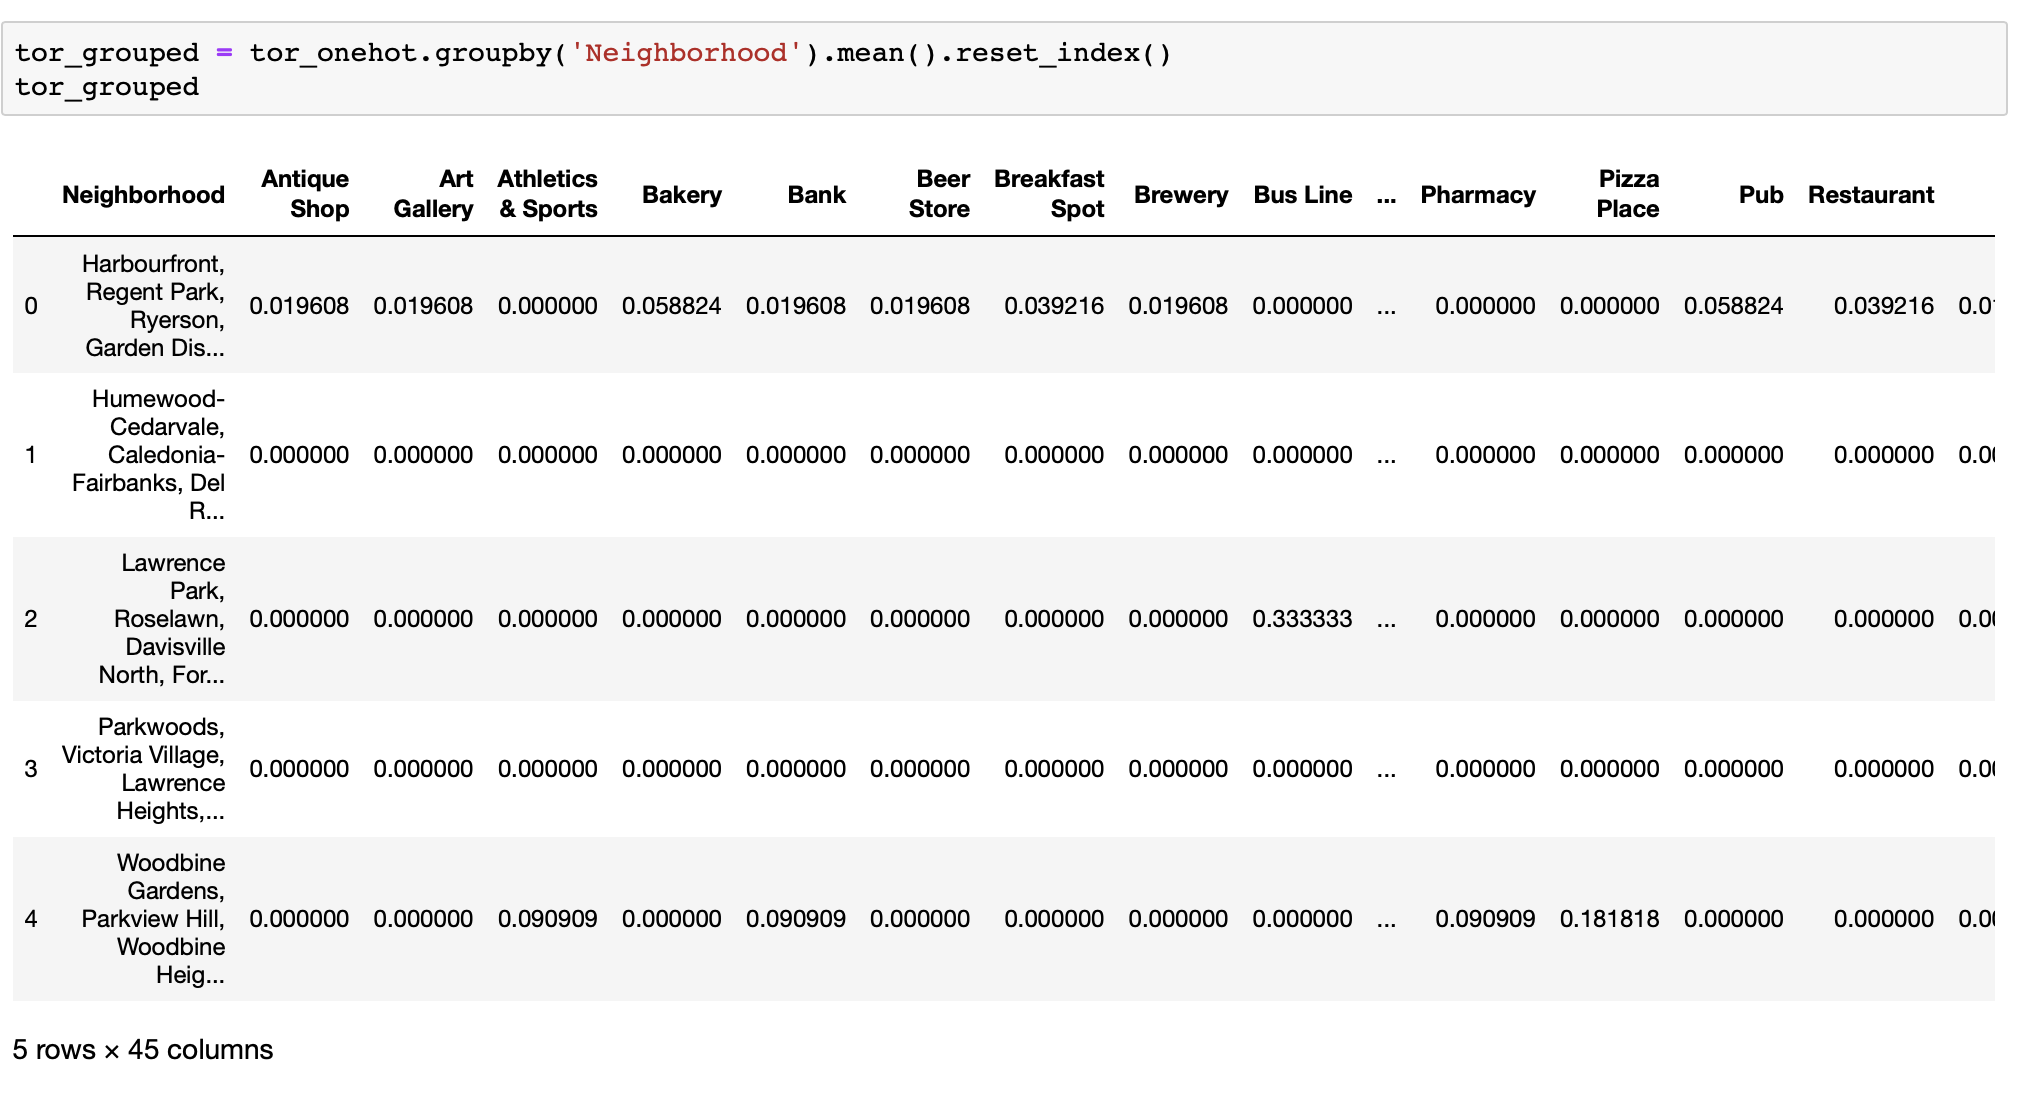 tor_grouped = tor_onehot.groupby('Neighborhood').mean().reset_index()
tor_grouped
Neighborhood Antique Shop Art Gallery Athletics & Sports Bakery Bank Beer Store Breakfast Spot Brewery Bus Line ... Pharmacy Pizza Place Pub Restaurant
0 Harbourfront, Regent Park, Ryerson, Garden Dis... 0.019608 0.019608 0.000000 0.058824 0.019608 0.019608 0.039216 0.019608 0.000000 ... 0.000000 0.000000 0.058824 0.039216
1 Humewood-Cedarvale, Caledonia-Fairbanks, Del R... 0.000000 0.000000 0.000000 0.000000 0.000000 0.000000 0.000000 0.000000 0.000000 ... 0.000000 0.000000 0.000000 0.000000
2 Lawrence Park, Roselawn, Davisville North, For... 0.000000 0.000000 0.000000 0.000000 0.000000 0.000000 0.000000 0.000000 0.333333 ... 0.000000 0.000000 0.000000 0.000000
3 Parkwoods, Victoria Village, Lawrence Heights,... 0.000000 0.000000 0.000000 0.000000 0.000000 0.000000 0.000000 0.000000 0.000000 ... 0.000000 0.000000 0.000000 0.000000
4 Woodbine Gardens, Parkview Hill, Woodbine Heig... 0.000000 0.000000 0.090909 0.000000 0.090909 0.000000 0.000000 0.000000 0.000000 ... 0.090909 0.181818 0.000000 0.000000
5 rows × 45 columns